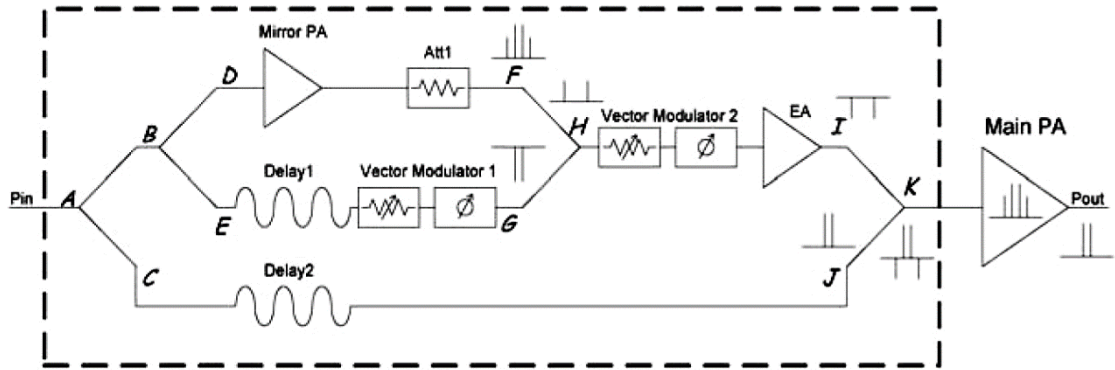 Mirror PA
D
Att1
F
B
H
Vector Modulator 2
EA
I
Main PA
Pin
A
Delay1
Vector Modulator 1
E
G
K
Pout
C
Delay2
J